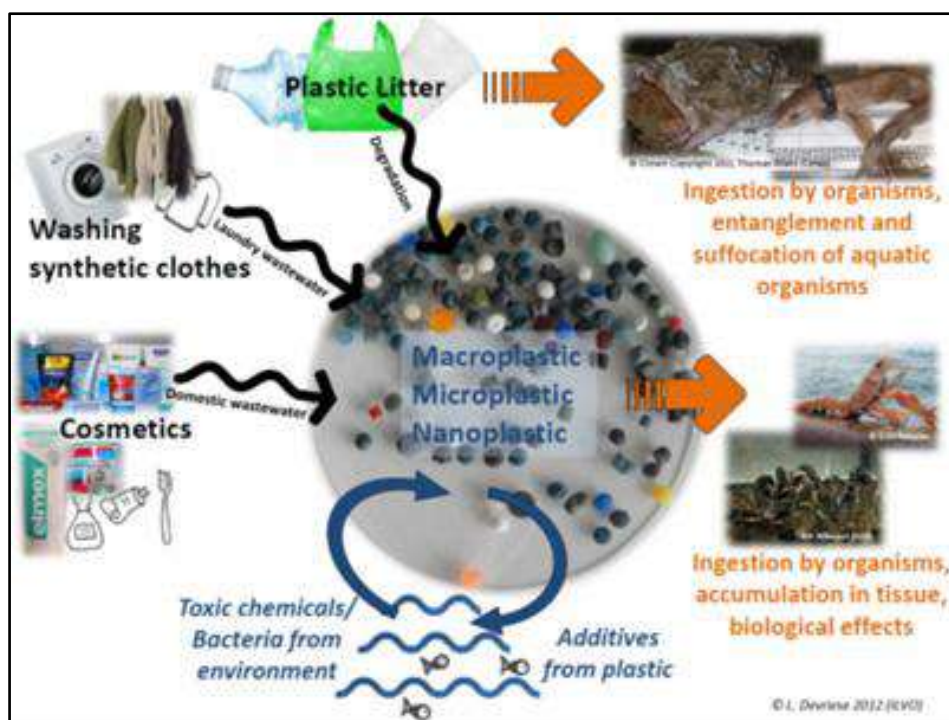 Plastic Litter
Degradation
Ingestion by organisms,
entanglement and
suffocation of aquatic
organisms
Washing
synthetic clothes
Laundry wastewater
Macroplastic
Microplastic
Nanoplastic
Domestic wastewater
Cosmetics
elmex
Ingestion by organisms,
accumulation in tissue,
biological effects
Toxic chemicals/
Bacteria from
environment
Additives
from plastic
© L. Devriese 2012 (ILVO)